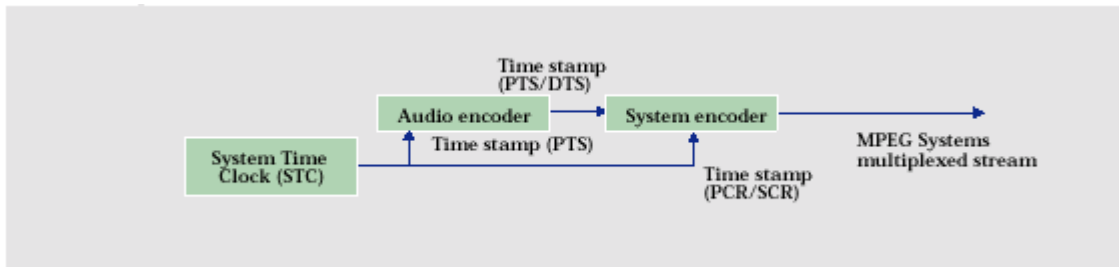 Time stamp
(PTS/DTS)
Audio encoder
System encoder
Time stamp (PTS)
System Time
Clock (STC)
Time stamp
(PCR/SCR)
MPEG Systems
multiplexed stream